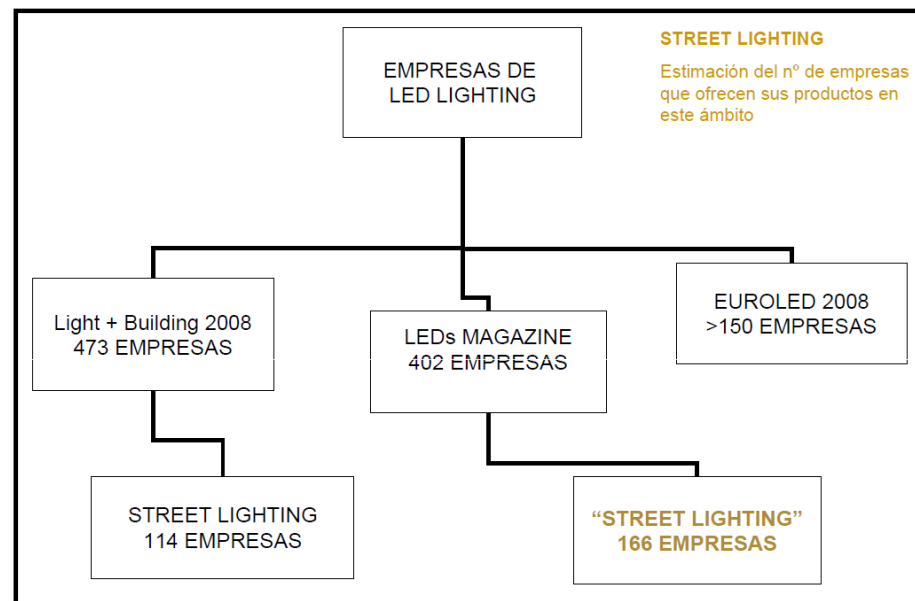 EMPRESAS DE
LED LIGHTING
STREET LIGHTING
Estimación del nº de empresas
que ofrecen sus productos en
este ámbito
Light + Building 2008
473 EMPRESAS
LEDs MAGAZINE
402 EMPRESAS
EUROLED 2008
>150 EMPRESAS
STREET LIGHTING
114 EMPRESAS
“STREET LIGHTING”
166 EMPRESAS